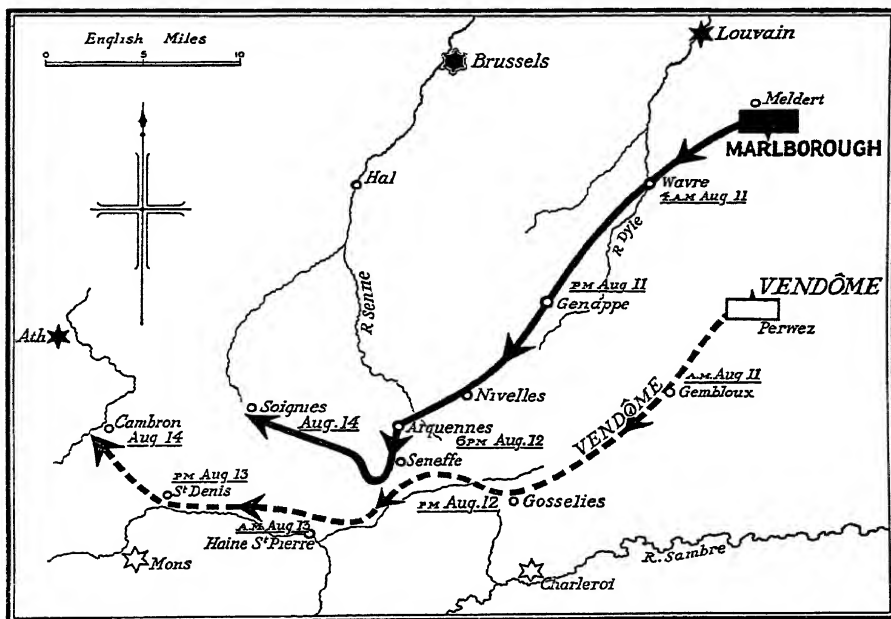 English Miles
0 5 10
Louvain
Brussels
Meldert
MARLBOROUGH
Hal
Wavre
4 A.M Aug 11
R Dyle
R Senne
PM Aug 11
Genappe
VENDÔME
Perwez
Ath
A.M. Aug 11
Gembloux
Nivelles
VENDÔME
Soignies
Aug. 14
Cambron
Aug 14
Arquennes
6 PM Aug. 12
Seneffe
PM Aug 13
St Denis
PM Aug. 12
Gosselies
A.M Aug 13
Haine St Pierre
Mons
Charleroi
R. Sambre